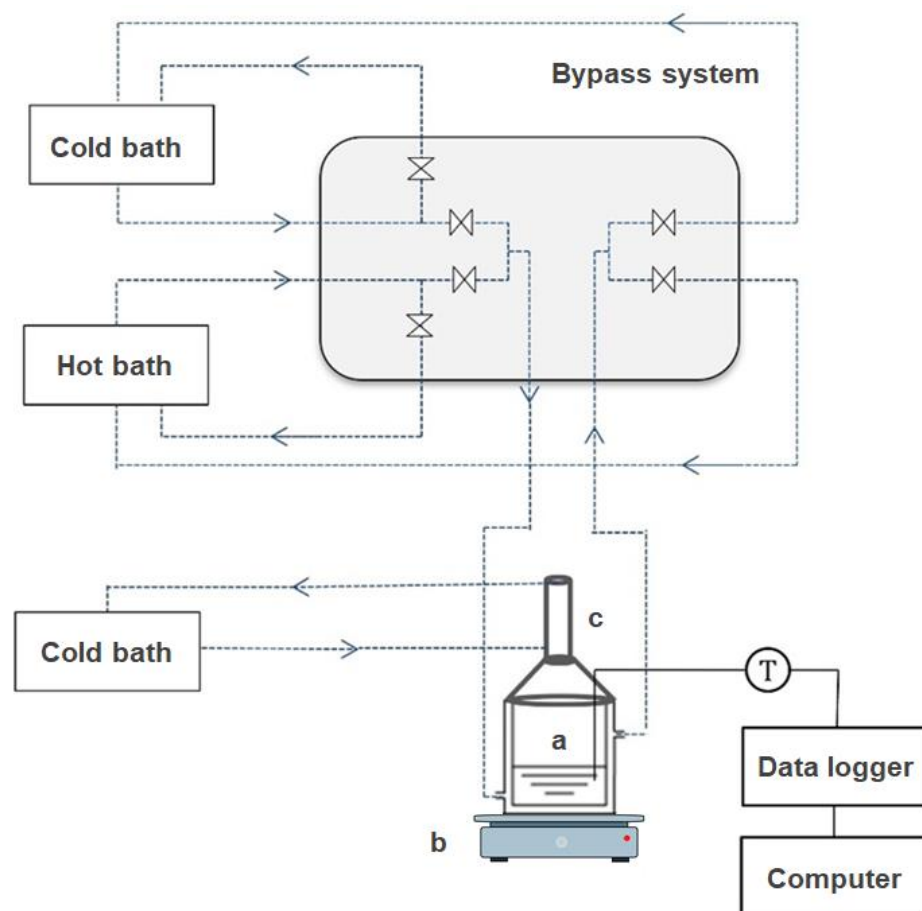 Bypass system
Cold bath
Hot bath
Cold bath
c
T
a
Data logger
b
Computer